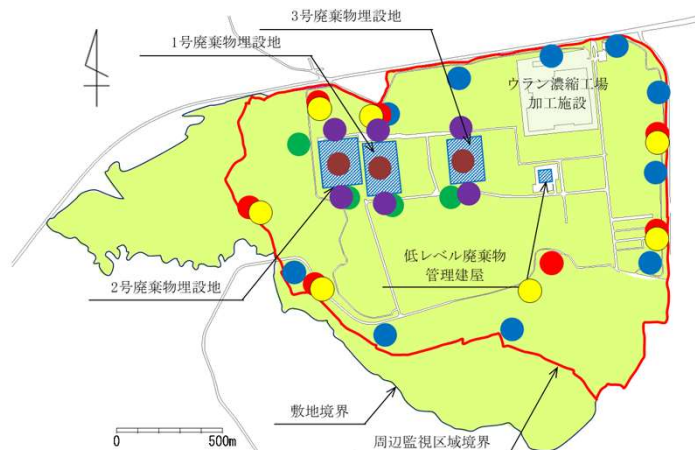 3号廃棄物埋設地
1号廃棄物埋設地
ウラン濃縮工場
加工施設
2号廃棄物埋設地
低レベル廃棄物
管理建屋
敷地境界
周辺監視区域境界
0
500m